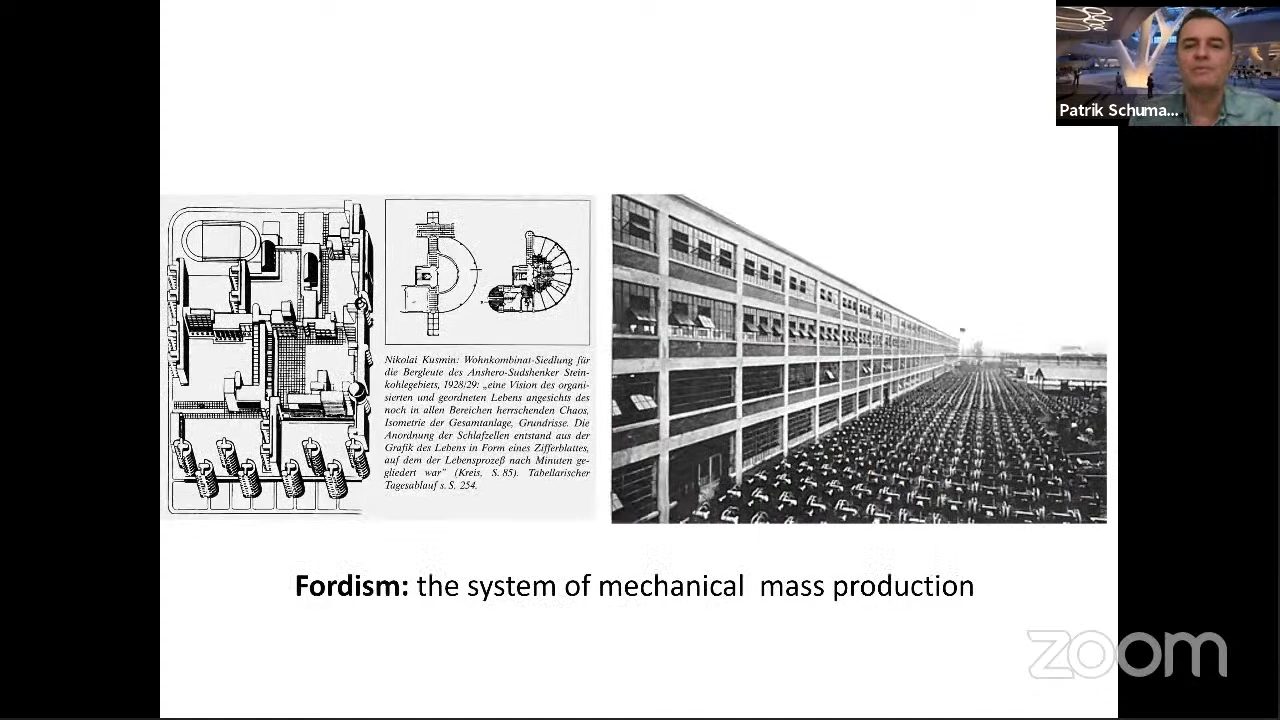 Patrik Schuma...
Nikolai Kusmin: Wohnkombinat-Siedlung für
die Bergleute des Anshero-Sudshenker Stein-
kohlegebiets, 1928/29: „eine Vision des organi-
sierten und geordneten Lebens angesichts des
noch in allen Bereichen herrschenden Chaos,
Isometrie der Gesamtanlage, Grundrisse. Die
Anordnung der Schlafzellen entstand aus der
Grafik des Lebens in Form eines Zifferblattes,
auf dem der Lebensprozeß nach Minuten ge-
gliedert war" (Kreis, S. 85). Tabellarischer
Tagesablauf s. S. 254.
Fordism: the system of mechanical mass production
zoom